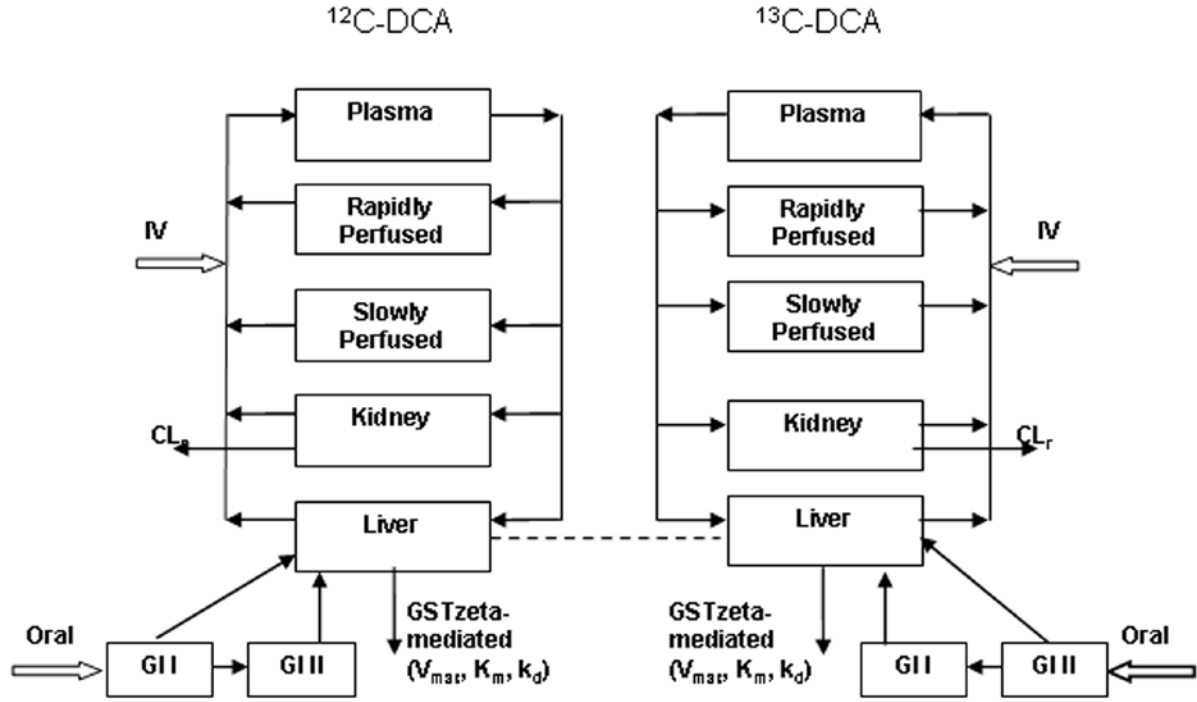 ¹²C-DCA
¹³C-DCA
Plasma
Rapidly
Perfused
Slowly
Perfused
Kidney
Liver
IV
CLr
Oral
GI I
GI II
GSTzeta-
mediated
(Vmax, Km, kd)
Plasma
Rapidly
Perfused
Slowly
Perfused
Kidney
Liver
IV
CLr
GSTzeta-
mediated
(Vmax, Km, kd)
GI I
GI II
Oral